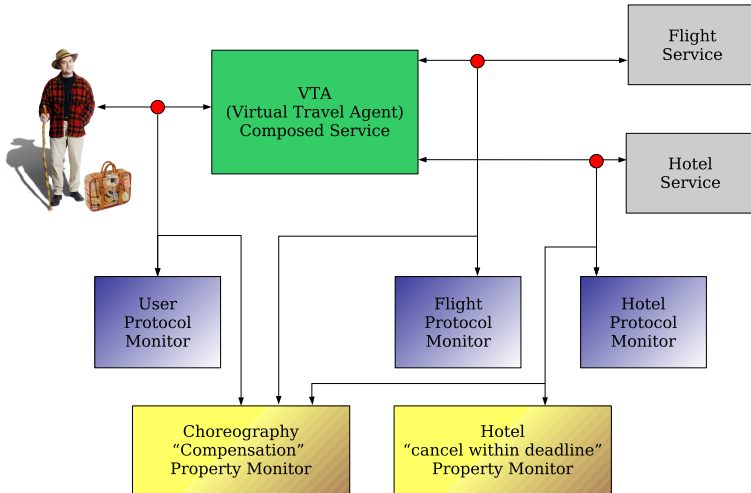 Flight
Service
VTA
(Virtual Travel Agent)
Composed Service
Hotel
Service
User
Protocol
Monitor
Flight
Protocol
Monitor
Hotel
Protocol
Monitor
Choreography
“Compensation”
Property Monitor
Hotel
“cancel within deadline”
Property Monitor